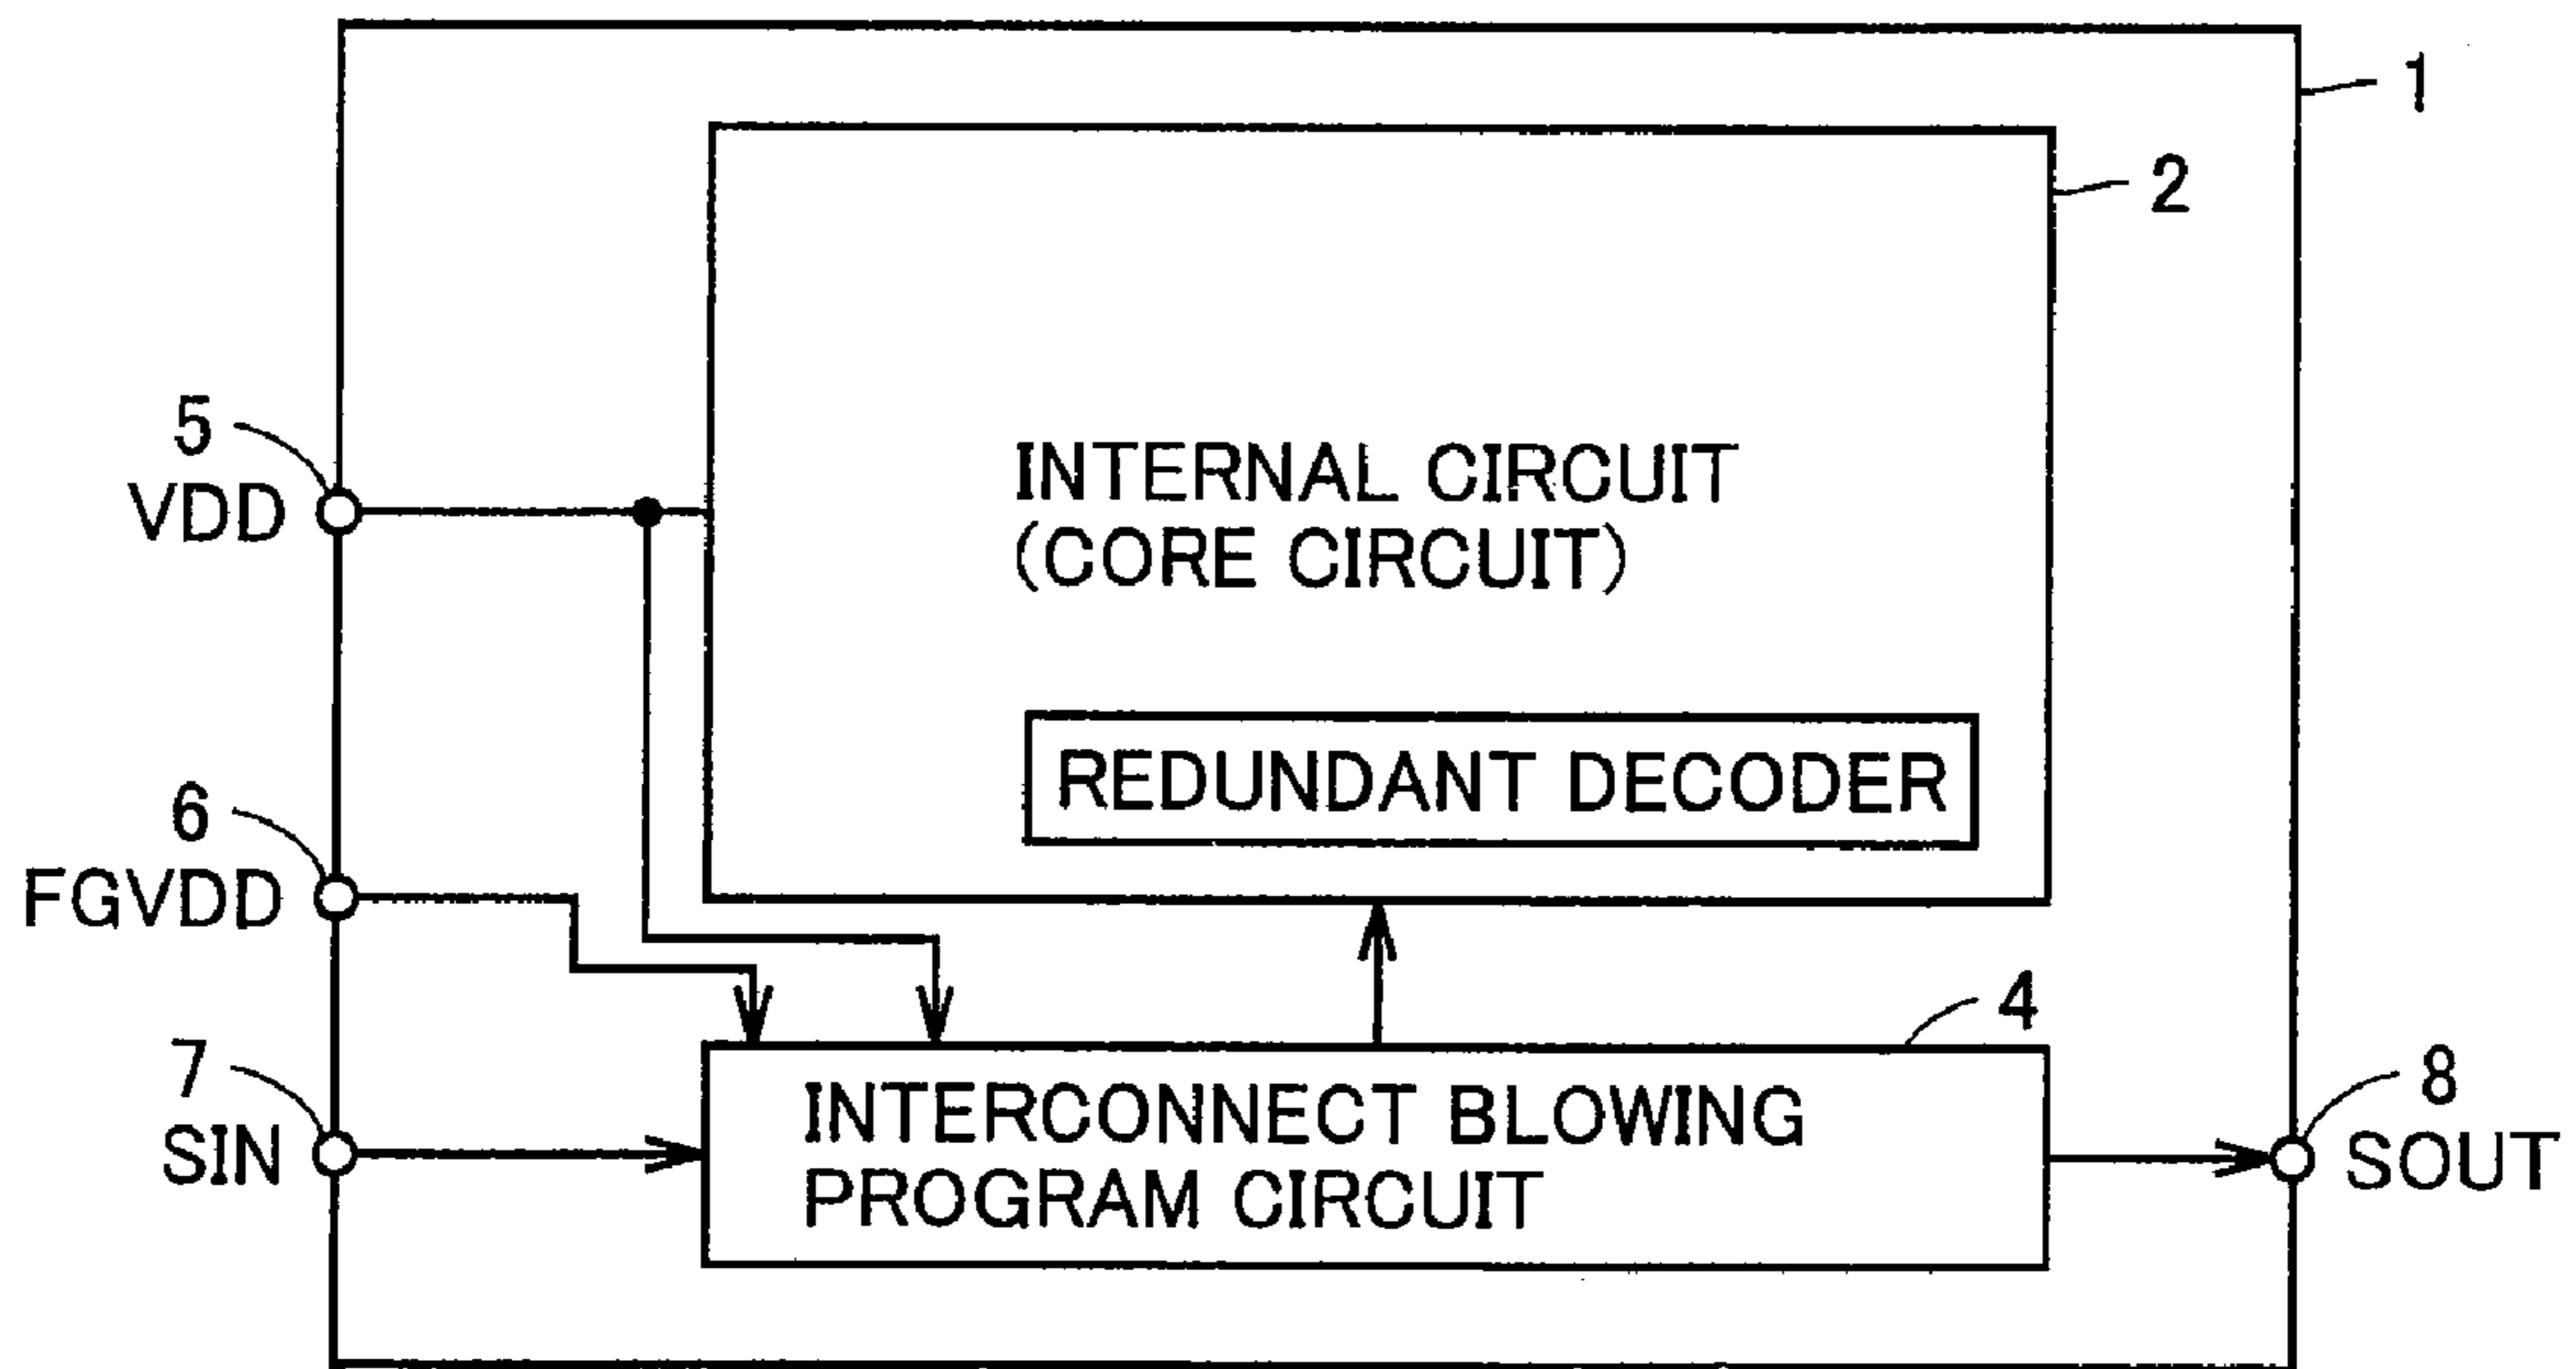 1
2
5
VDD
INTERNAL CIRCUIT
(CORE CIRCUIT)
REDUNDANT DECODER
6
FGVDD
4
7
SIN
INTERCONNECT BLOWING
PROGRAM CIRCUIT
8
SOUT